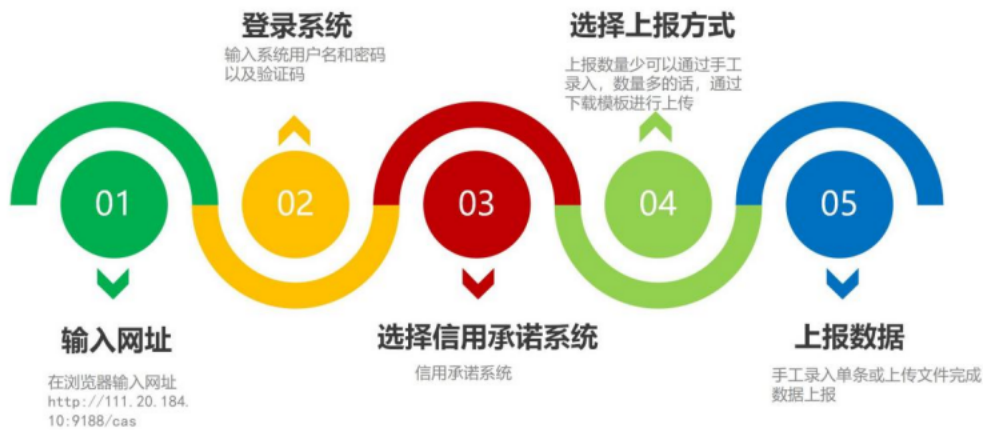 登录系统
输入系统用户名和密码
以及验证码
选择上报方式
上报数量少可以通过手工
录入，数量多的话，通过
下载模板进行上传
01
02
03
04
05
输入网址
在浏览器输入网址
http://111.20.184.
10:9188/cas
选择信用承诺系统
信用承诺系统
上报数据
手工录入单条或上传文件完成
数据上报